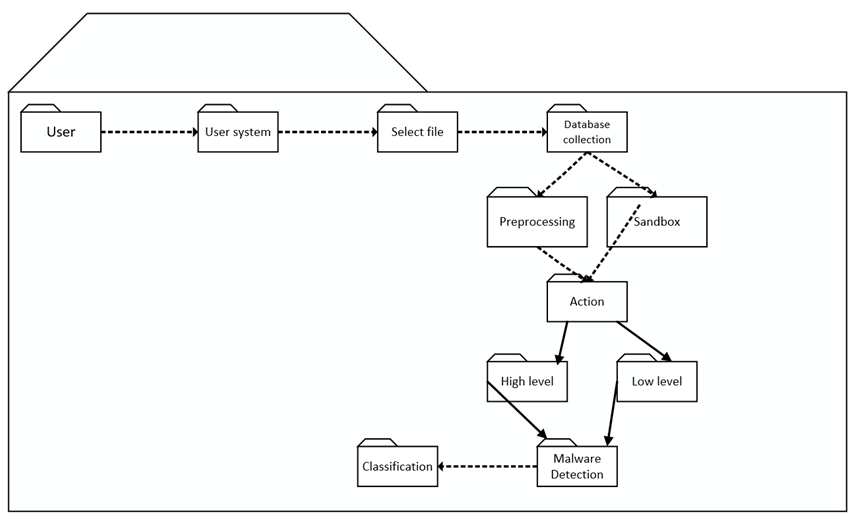 User
User system
Select file
Database
collection
Preprocessing
Sandbox
Action
High level
Low level
Classification
Malware
Detection